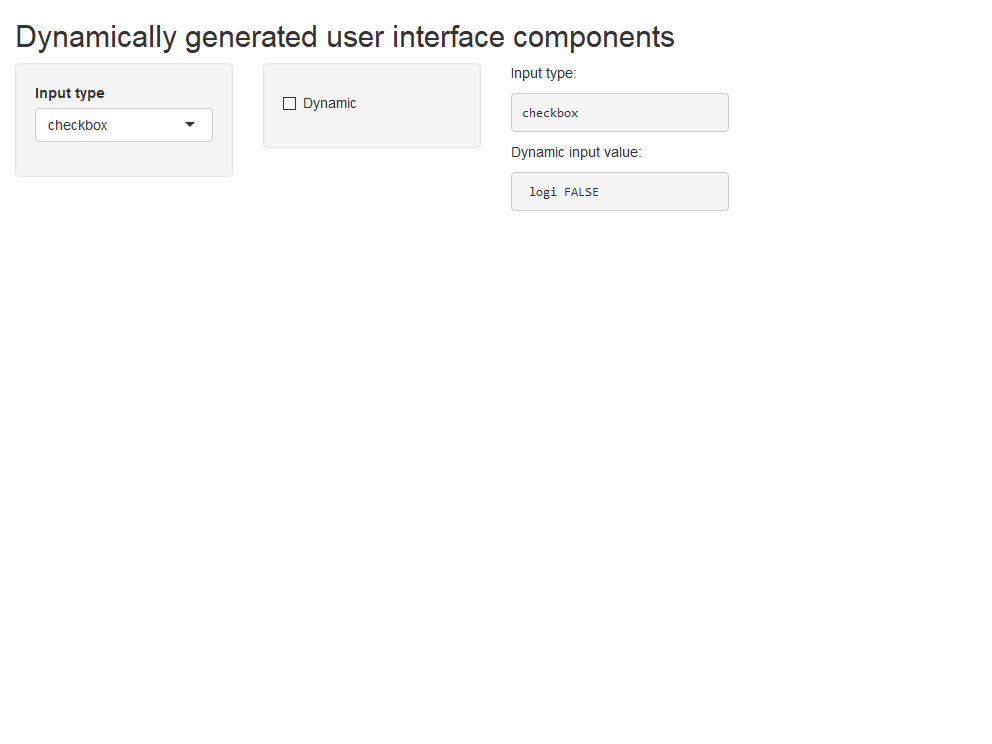 Dynamically generated user interface components
Input type
checkbox
Dynamic
Input type:
checkbox
Dynamic input value:
logi FALSE